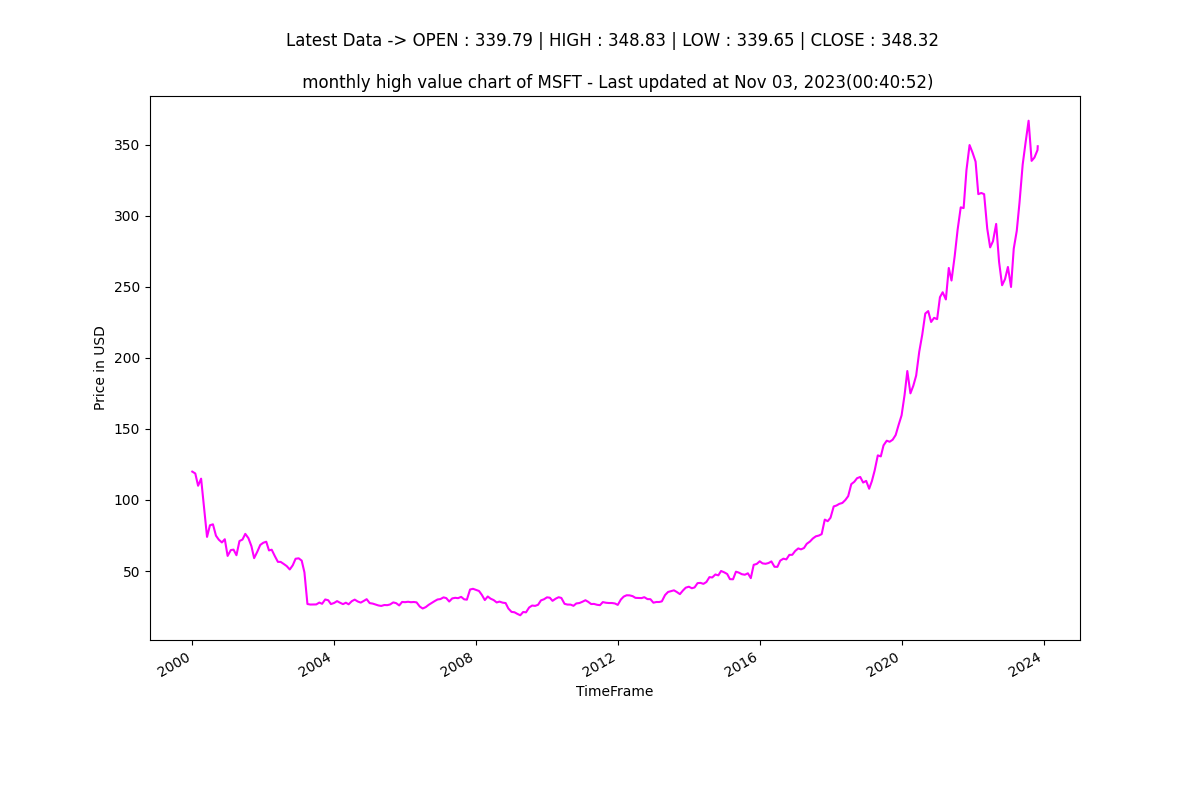 Latest Data -> OPEN : 339.79 | HIGH : 348.83 | LOW : 339.65 | CLOSE : 348.32
monthly high value chart of MSFT - Last updated at Nov 03, 2023(00:40:52)
350
300
250
200
150
100
50
Price in USD
2000 2004 2008 2012 2016 2020 2024
TimeFrame